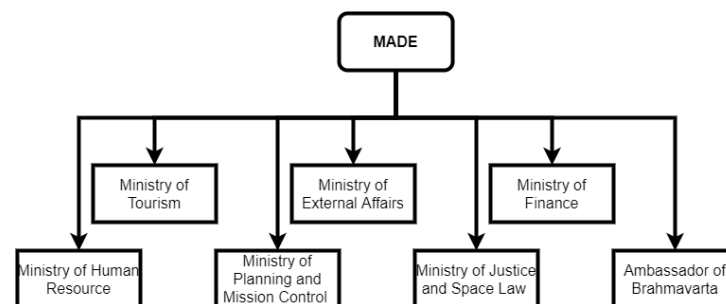 MADE
Ministry of
Tourism
Ministry of
External Affairs
Ministry of
Finance
Ministry of Human
Resource
Ministry of
Planning and
Mission Control
Ministry of Justice
and Space Law
Ambassador of
Brahmavarta